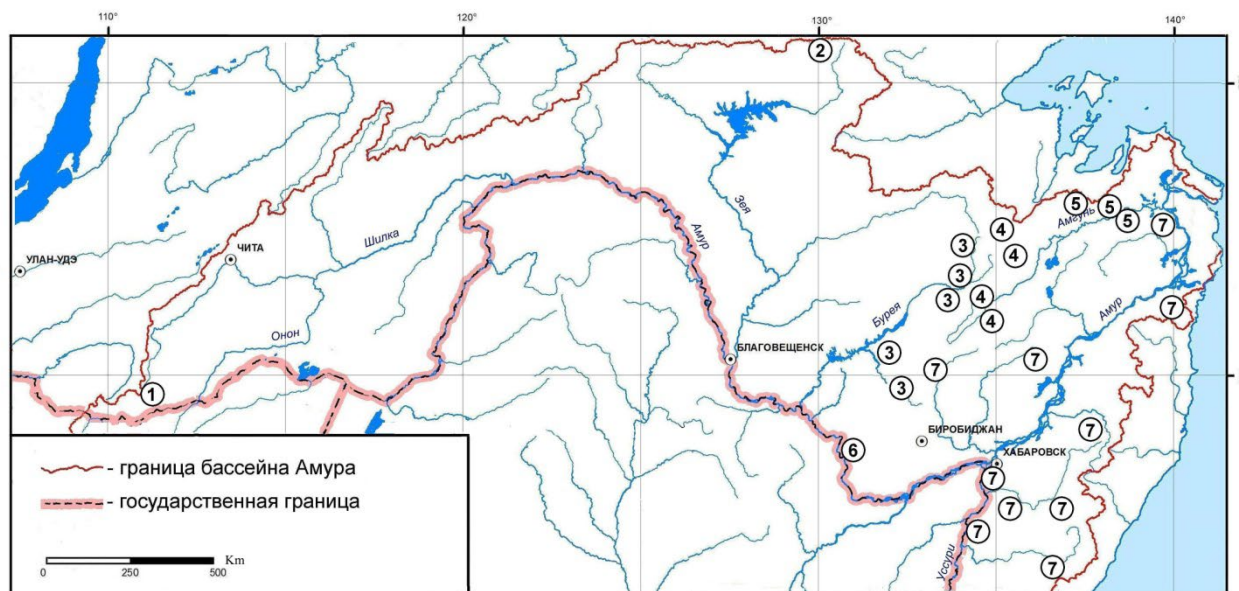 110° 120° 130° 140°
2
5 5 Амгунь
5 7
Зея
Шилка Амур 4
ЧИТА 3 4
УЛАН-УДЭ 3
3 4 7
Бурея 4 Амур
Онон
БЛАГОВЕЩЕНСК 3 7
7
1 3
БИРОБИДЖАН 7
6
ХАБАРОВСК
- граница бассейна Амура
7
- государственная граница 7 7
7
Уссури 7
0 250 500 Km